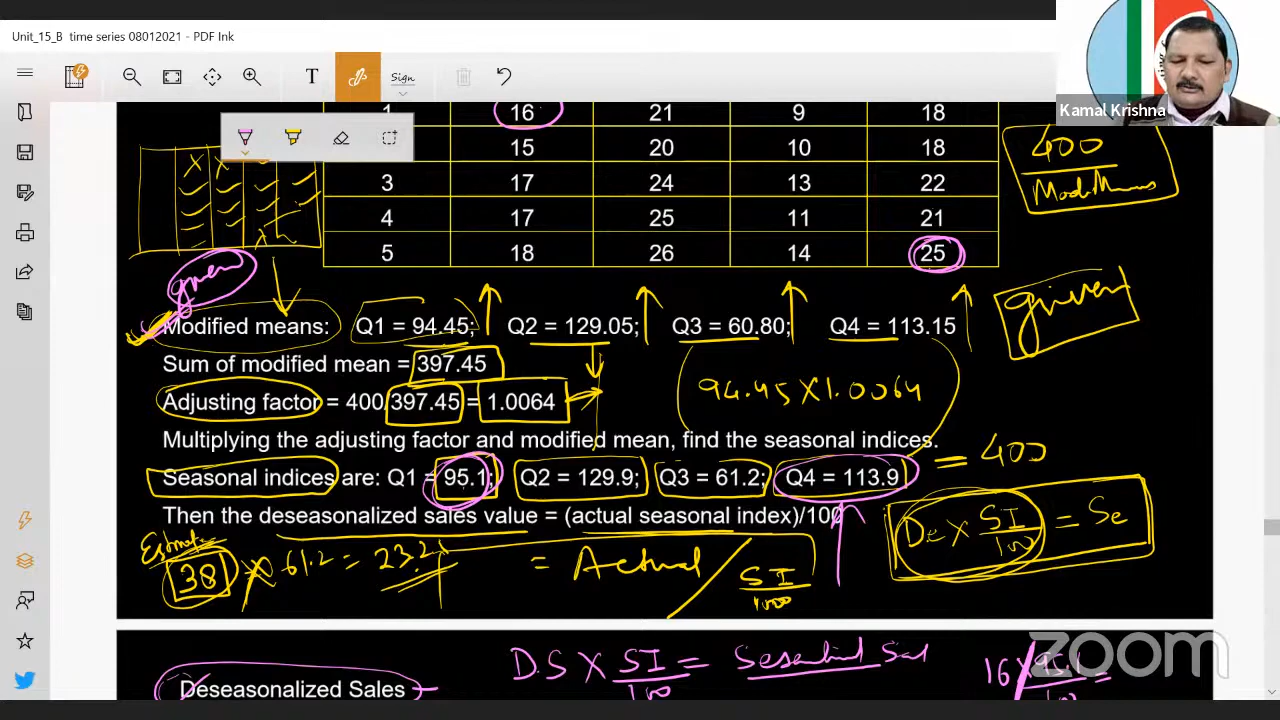 Unit_15_B time series 08012021 - PDF Ink
T
Sign
Kamal Krishna
1 16 21 9 18
15 20 10 18
3 17 24 13 22
4 17 25 11 21
5 18 26 14 25
400
given
given
Modified means: Q1 = 94.45; Q2 = 129.05; Q3 = 60.80; Q4 = 113.15
Sum of modified mean = 397.45
Adjusting factor = 400/397.45 = 1.0064
94.45X1.0064
Multiplying the adjusting factor and modified mean, find the seasonal indices.
Seasonal indices are: Q1 = 95.1; Q2 = 129.9; Q3 = 61.2; Q4 = 113.9
= 400
Then the deseasonalized sales value = (actual seasonal index)/100
De X SI/100 = Se
38 X 61.2 = 23.2
= Actual / SI/100
zoom
D.S X SI/100 =
16 X 95.1/100 =
Deseasonalized Sales